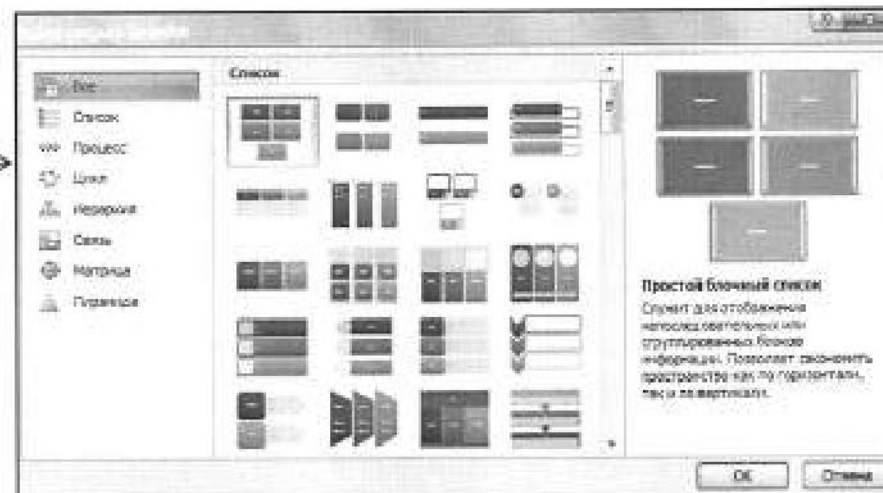 Все
Список
Процесс
Цикл
Иерархия
Связь
Матрица
Пирамида
Список
Простой блочный список
Служит для отображения
непоследовательных или
сгруппированных блоков
информации. Позволяет сэкономить
пространство как по горизонтали,
так и по вертикали.
ОК
Отмена